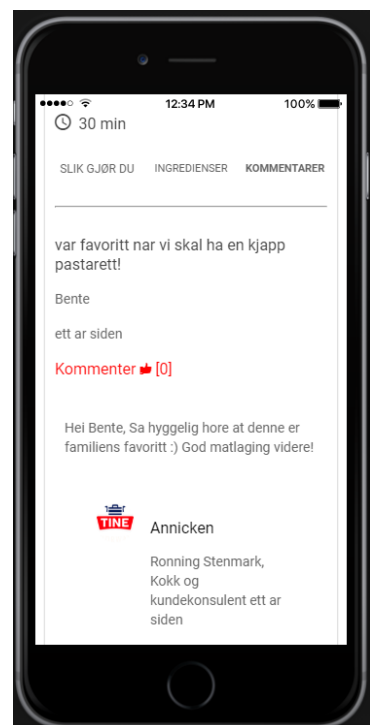 12:34 PM
100%
30 min
SLIK GJØR DU
INGREDIENSER
KOMMENTARER
var favoritt nar vi skal ha en kjapp
pastarett!
Bente
ett ar siden
Kommenter [0]
Hei Bente, Sa hyggelig hore at denne er
familiens favoritt :) God matlaging videre!
TINE
Annicken
Ronning Stenmark,
Kokk og
kundekonsulent ett ar
siden